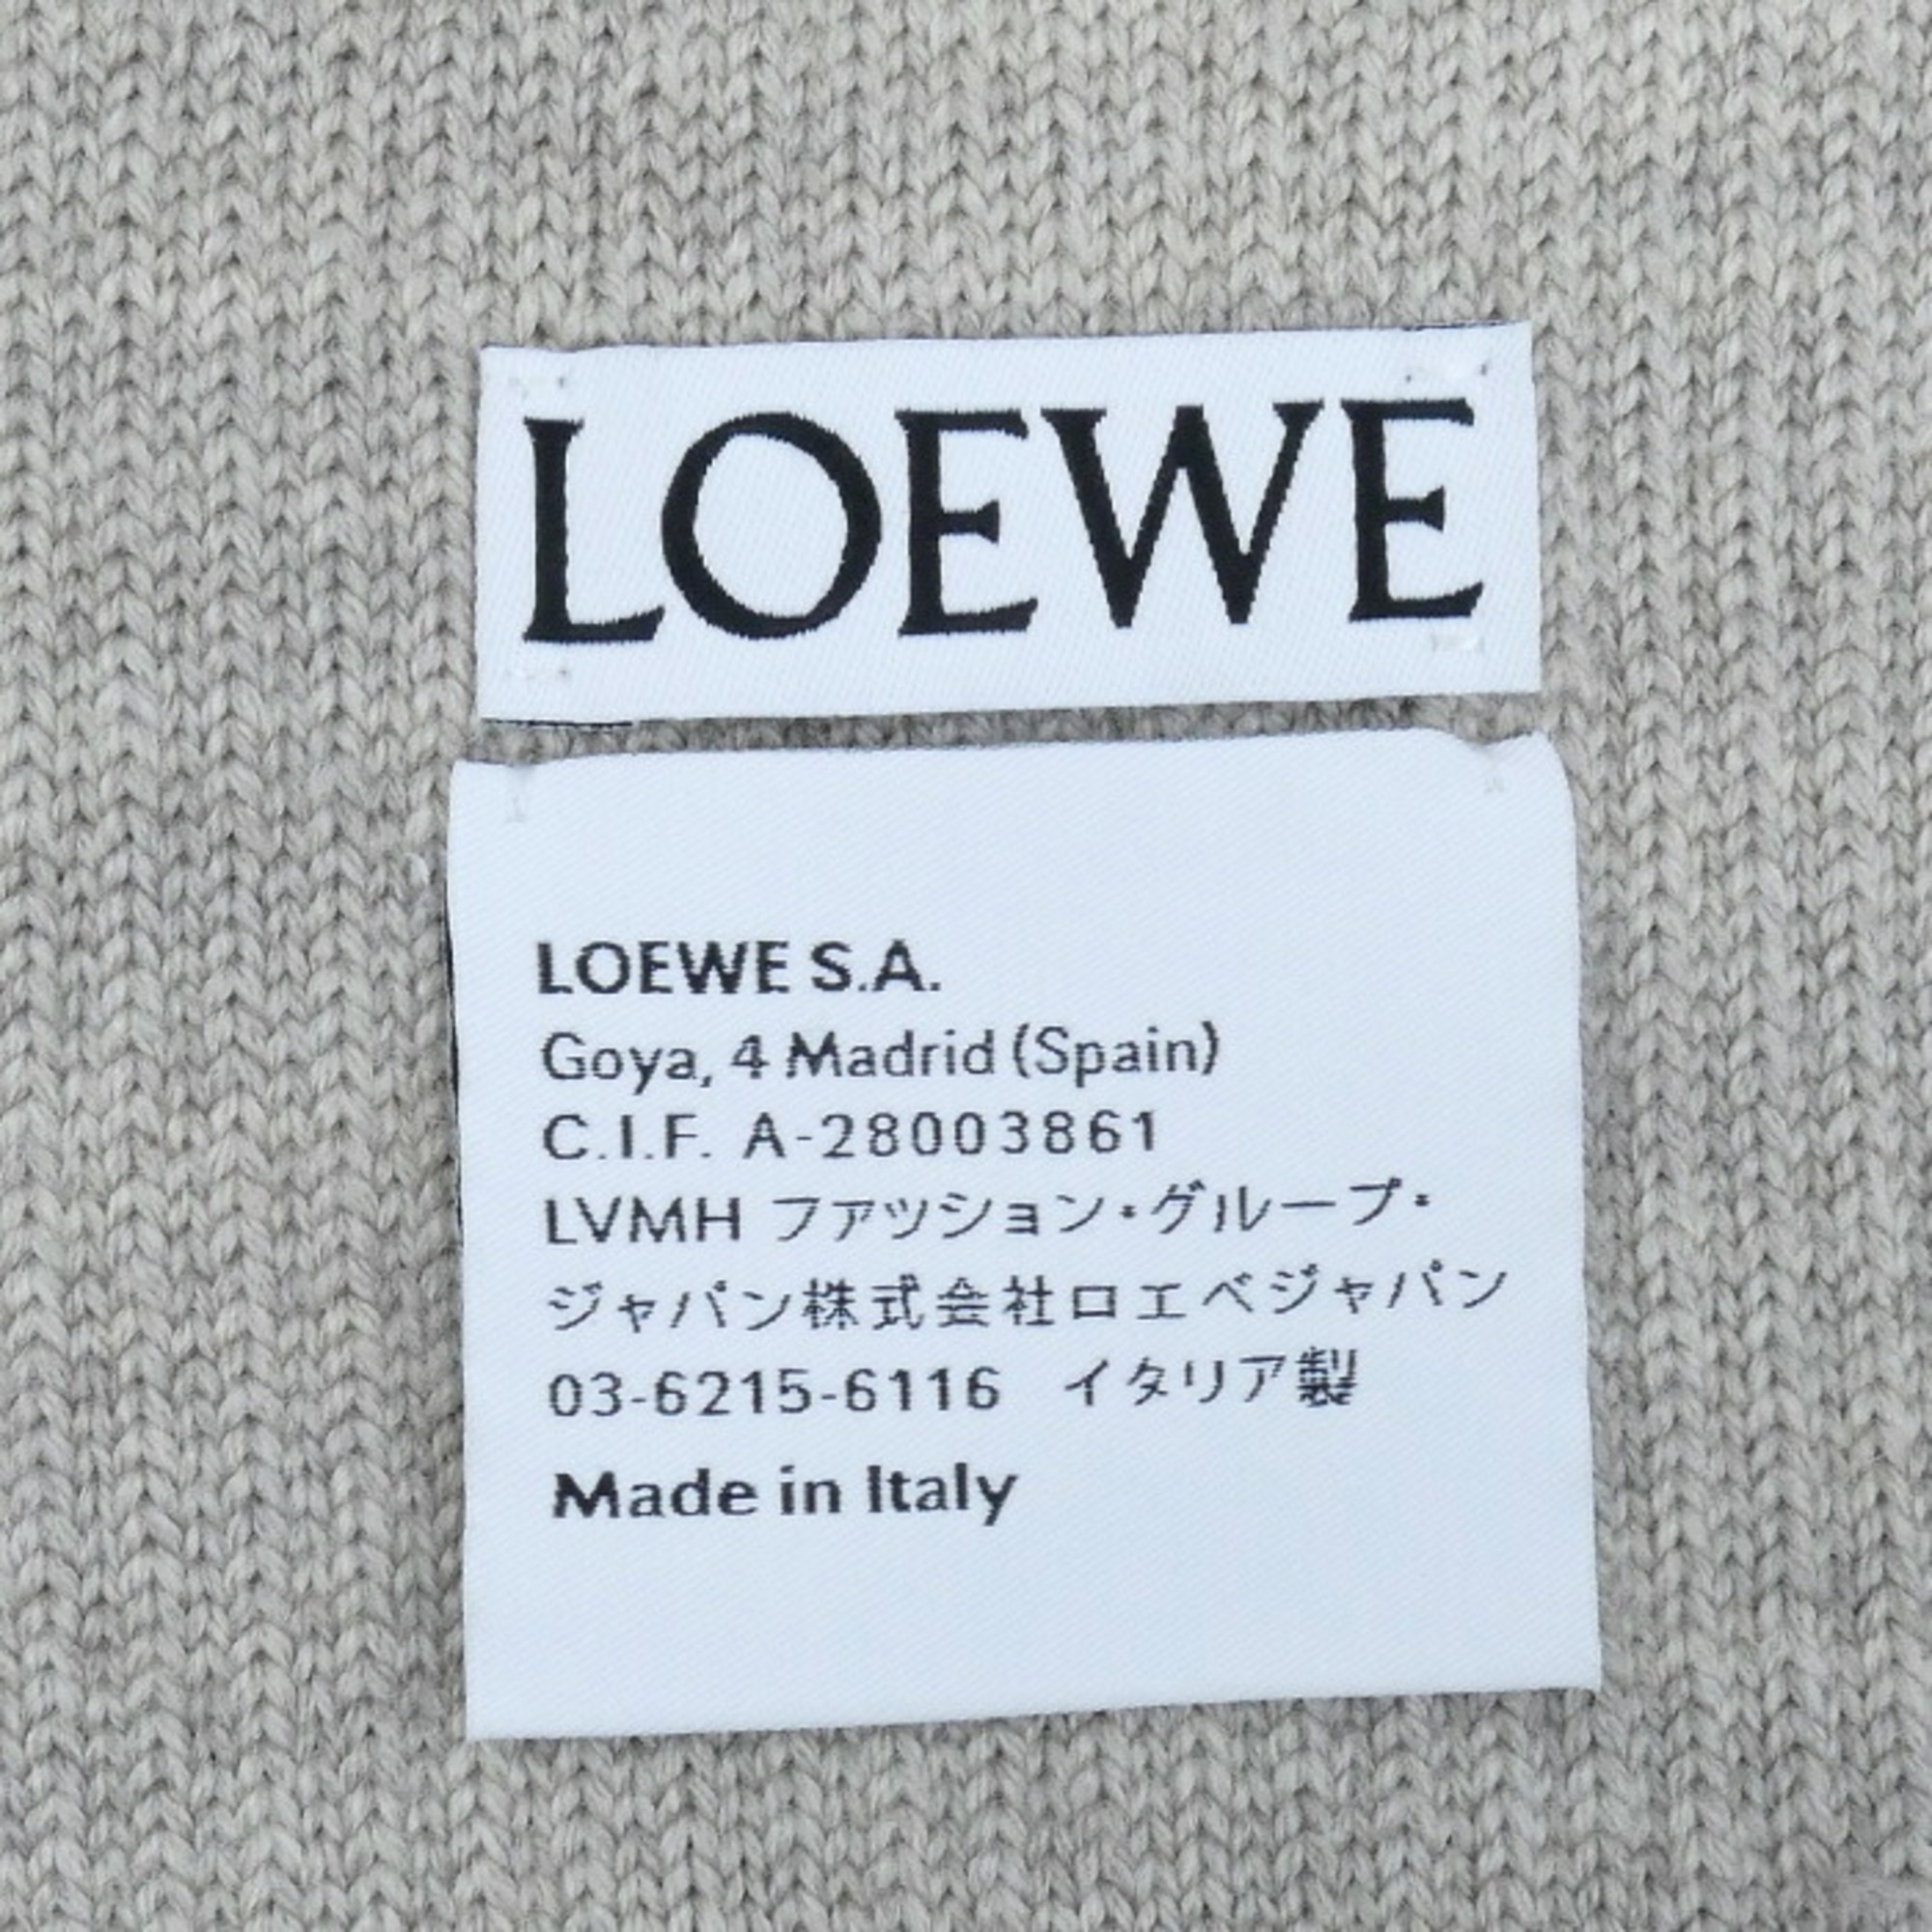 LOEWE
LOEWE S.A.
Goya, 4 Madrid (Spain)
C.I.F. A-28003861
LVMH ファッション・グループ・
ジャパン株式会社ロエベジャパン
03-6215-6116 イタリア製
Made in Italy